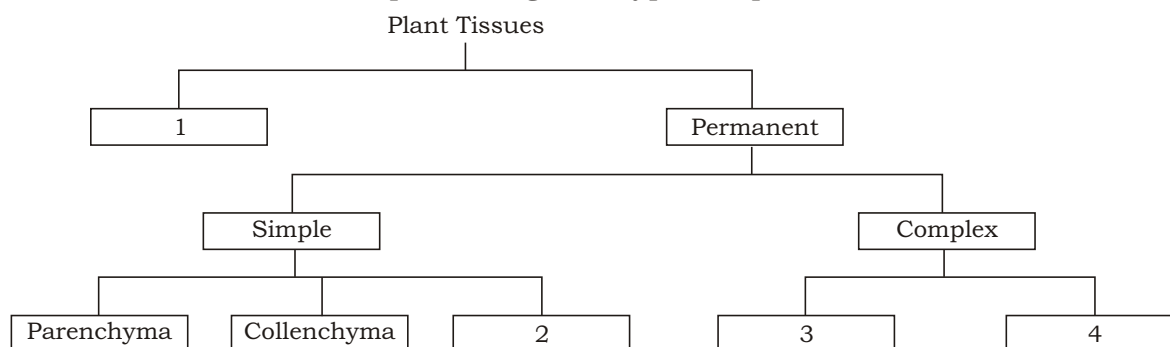 Plant Tissues
1
Permanent
Simple
Complex
Parenchyma
Collenchyma
2
3
4